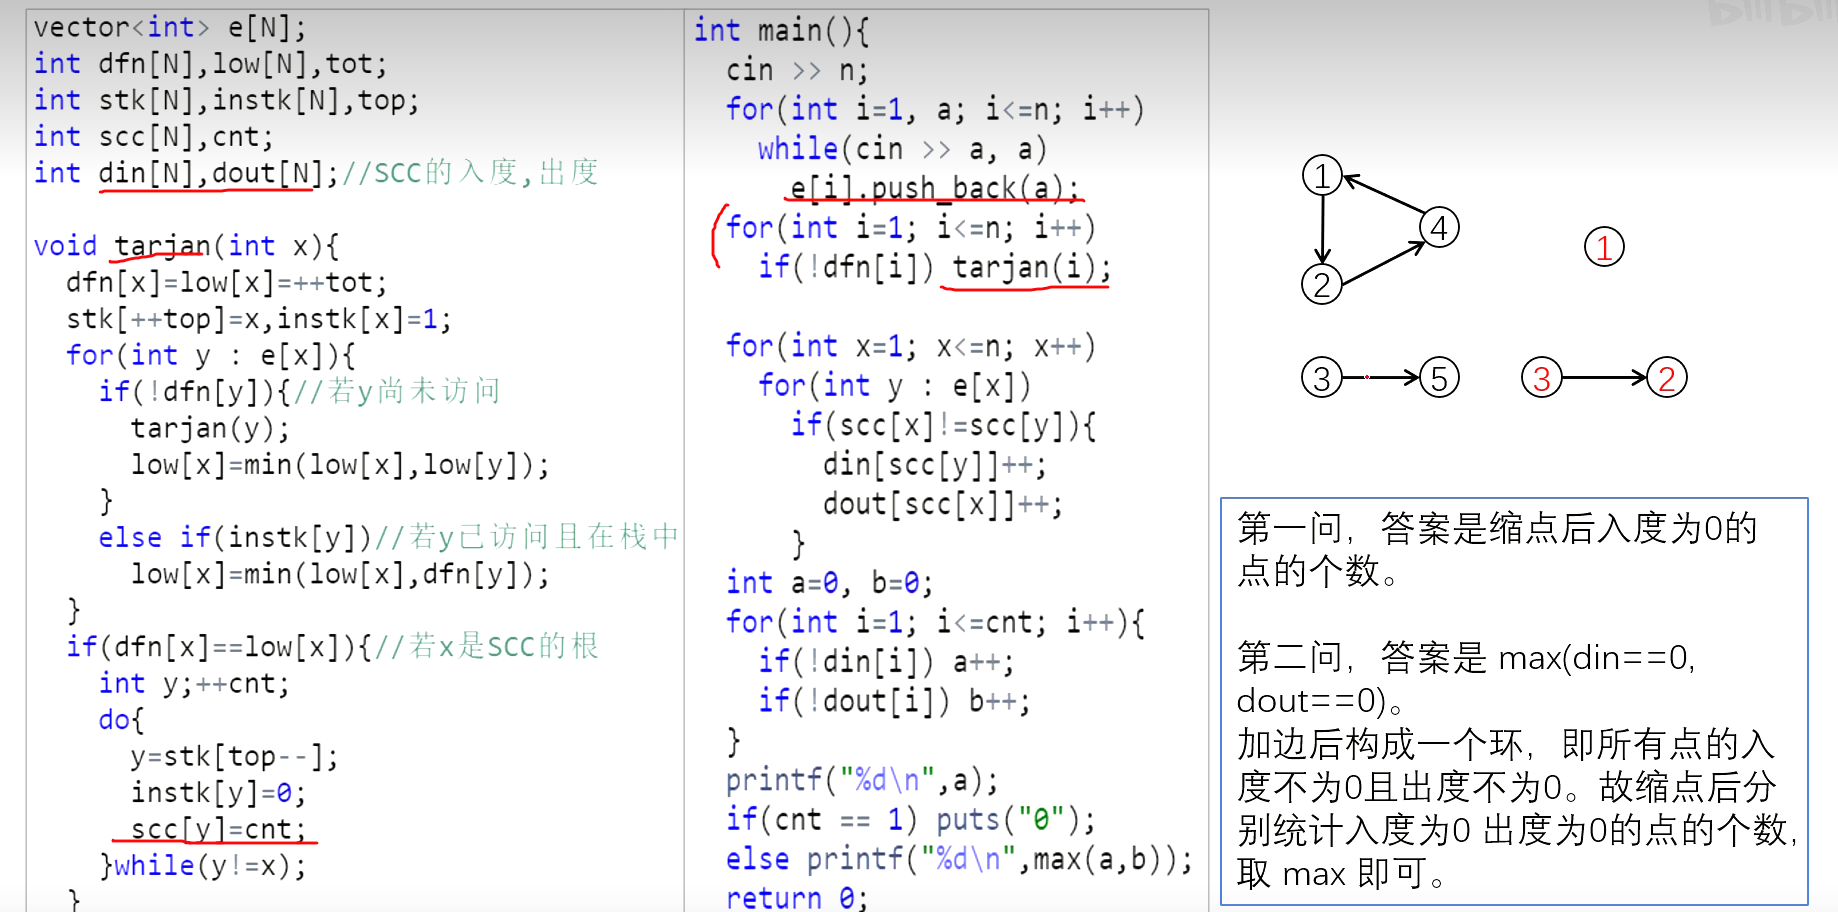 vector<int> e[N];
int dfn[N],low[N],tot;
int stk[N],instk[N],top;
int scc[N],cnt;
int din[N],dout[N];//SCC的入度,出度
void tarjan(int x){
dfn[x]=low[x]=++tot;
stk[++top]=x,instk[x]=1;
for(int y : e[x]){
if(!dfn[y]){//若y尚未访问
tarjan(y);
low[x]=min(low[x],low[y]);
}
else if(instk[y])//若y已访问且在栈中
low[x]=min(low[x],dfn[y]);
}
if(dfn[x]==low[x]){//若x是SCC的根
int y;++cnt;
do{
y=stk[top--];
instk[y]=0;
scc[y]=cnt;
}while(y!=x);
}
int main(){
cin >> n;
for(int i=1, a; i<=n; i++)
while(cin >> a, a)
e[i].push_back(a);
for(int i=1; i<=n; i++)
if(!dfn[i]) tarjan(i);
for(int x=1; x<=n; x++)
for(int y : e[x])
if(scc[x]!=scc[y]){
din[scc[y]]++;
dout[scc[x]]++;
}
int a=0, b=0;
for(int i=1; i<=cnt; i++){
if(!din[i]) a++;
if(!dout[i]) b++;
}
printf("%d\n",a);
if(cnt == 1) puts("0");
else printf("%d\n",max(a,b));
return 0;
bilibili
1
4
2
1
3
5
3
2
第一问，答案是缩点后入度为0的
点的个数。
第二问，答案是 max(din==0,
dout==0)。
加边后构成一个环，即所有点的入
度不为0且出度不为0。故缩点后分
别统计入度为0 出度为0的点的个数,
取 max 即可。